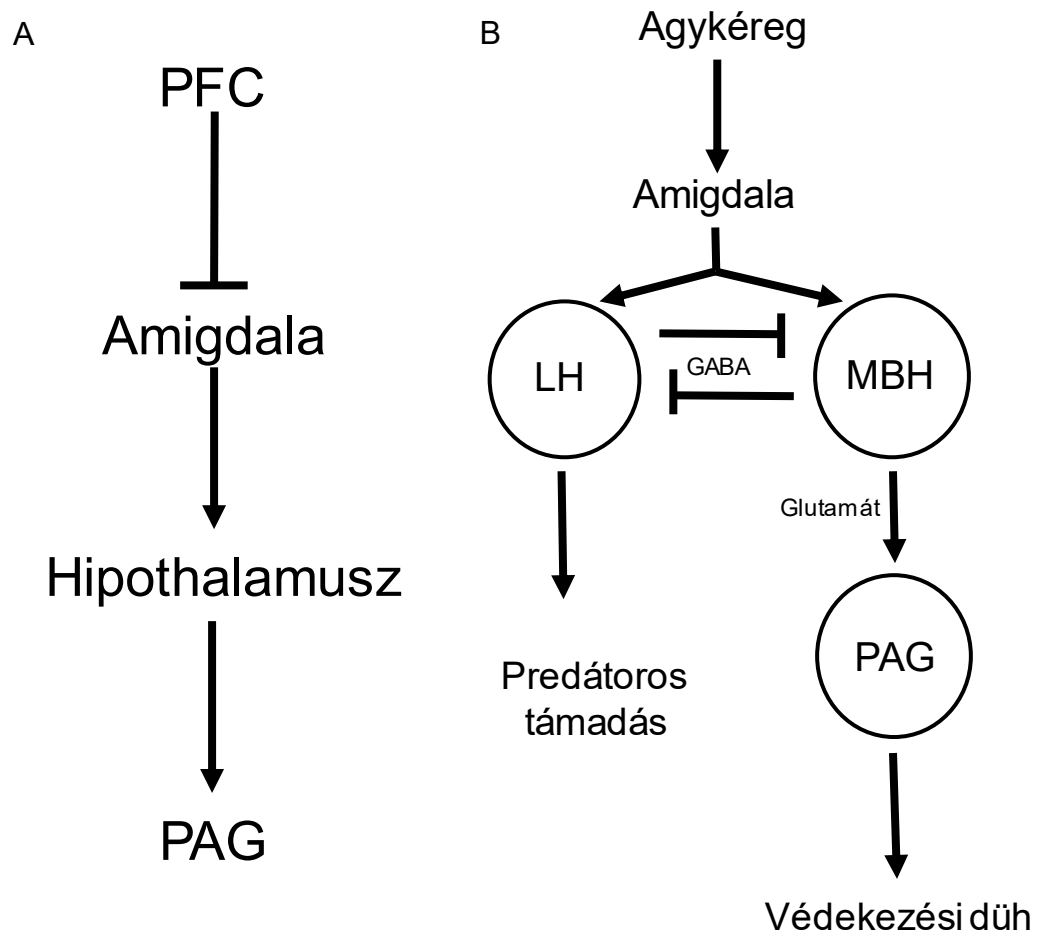 A
PFC
Amigdala
Hipothalamusz
PAG
B
Agykéreg
Amigdala
LH
GABA
MBH
Glutamát
PAG
Predátoros
támadás
Védekezési düh